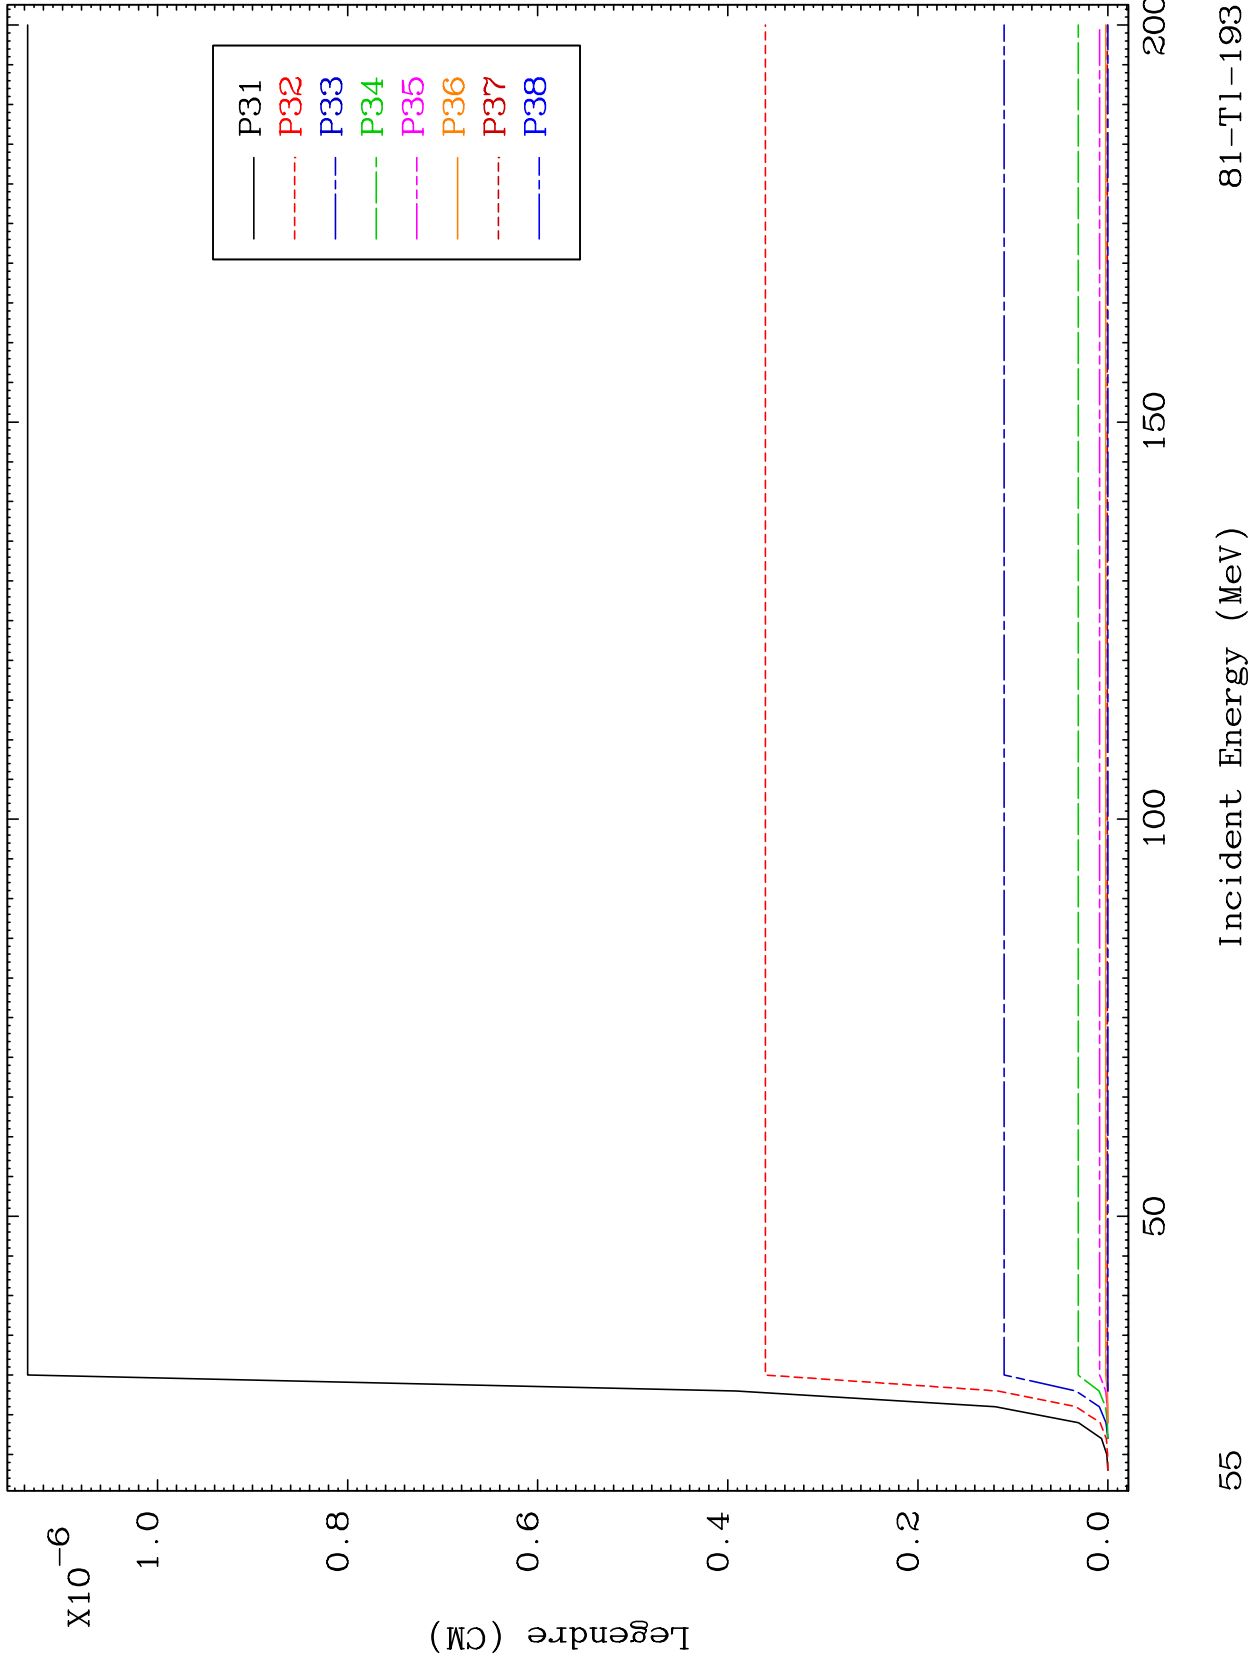 X10-6
1.0
0.8
0.6
0.4
0.2
0.0
Legendre (CM)
P31
P32
P33
P34
P35
P36
P37
P38
50
100
150
200
Incident Energy (MeV)
55
81-Tl-193